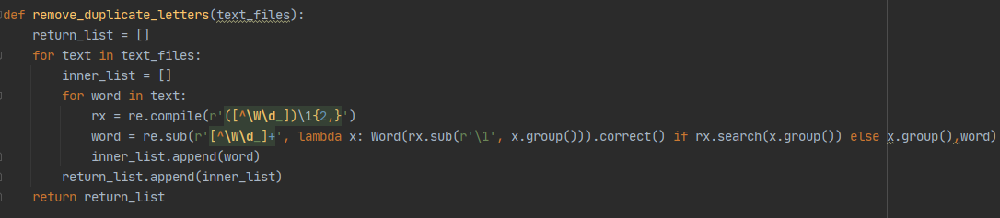 def remove_duplicate_letters(text_files):
    return_list = []
    for text in text_files:
        inner_list = []
        for word in text:
            rx = re.compile(r'([^\W\d_])\1{2,}')
            word = re.sub(r'[^\W\d_]+', lambda x: Word(rx.sub(r'\1', x.group())).correct() if rx.search(x.group()) else x.group(),word)
            inner_list.append(word)
        return_list.append(inner_list)
    return return_list